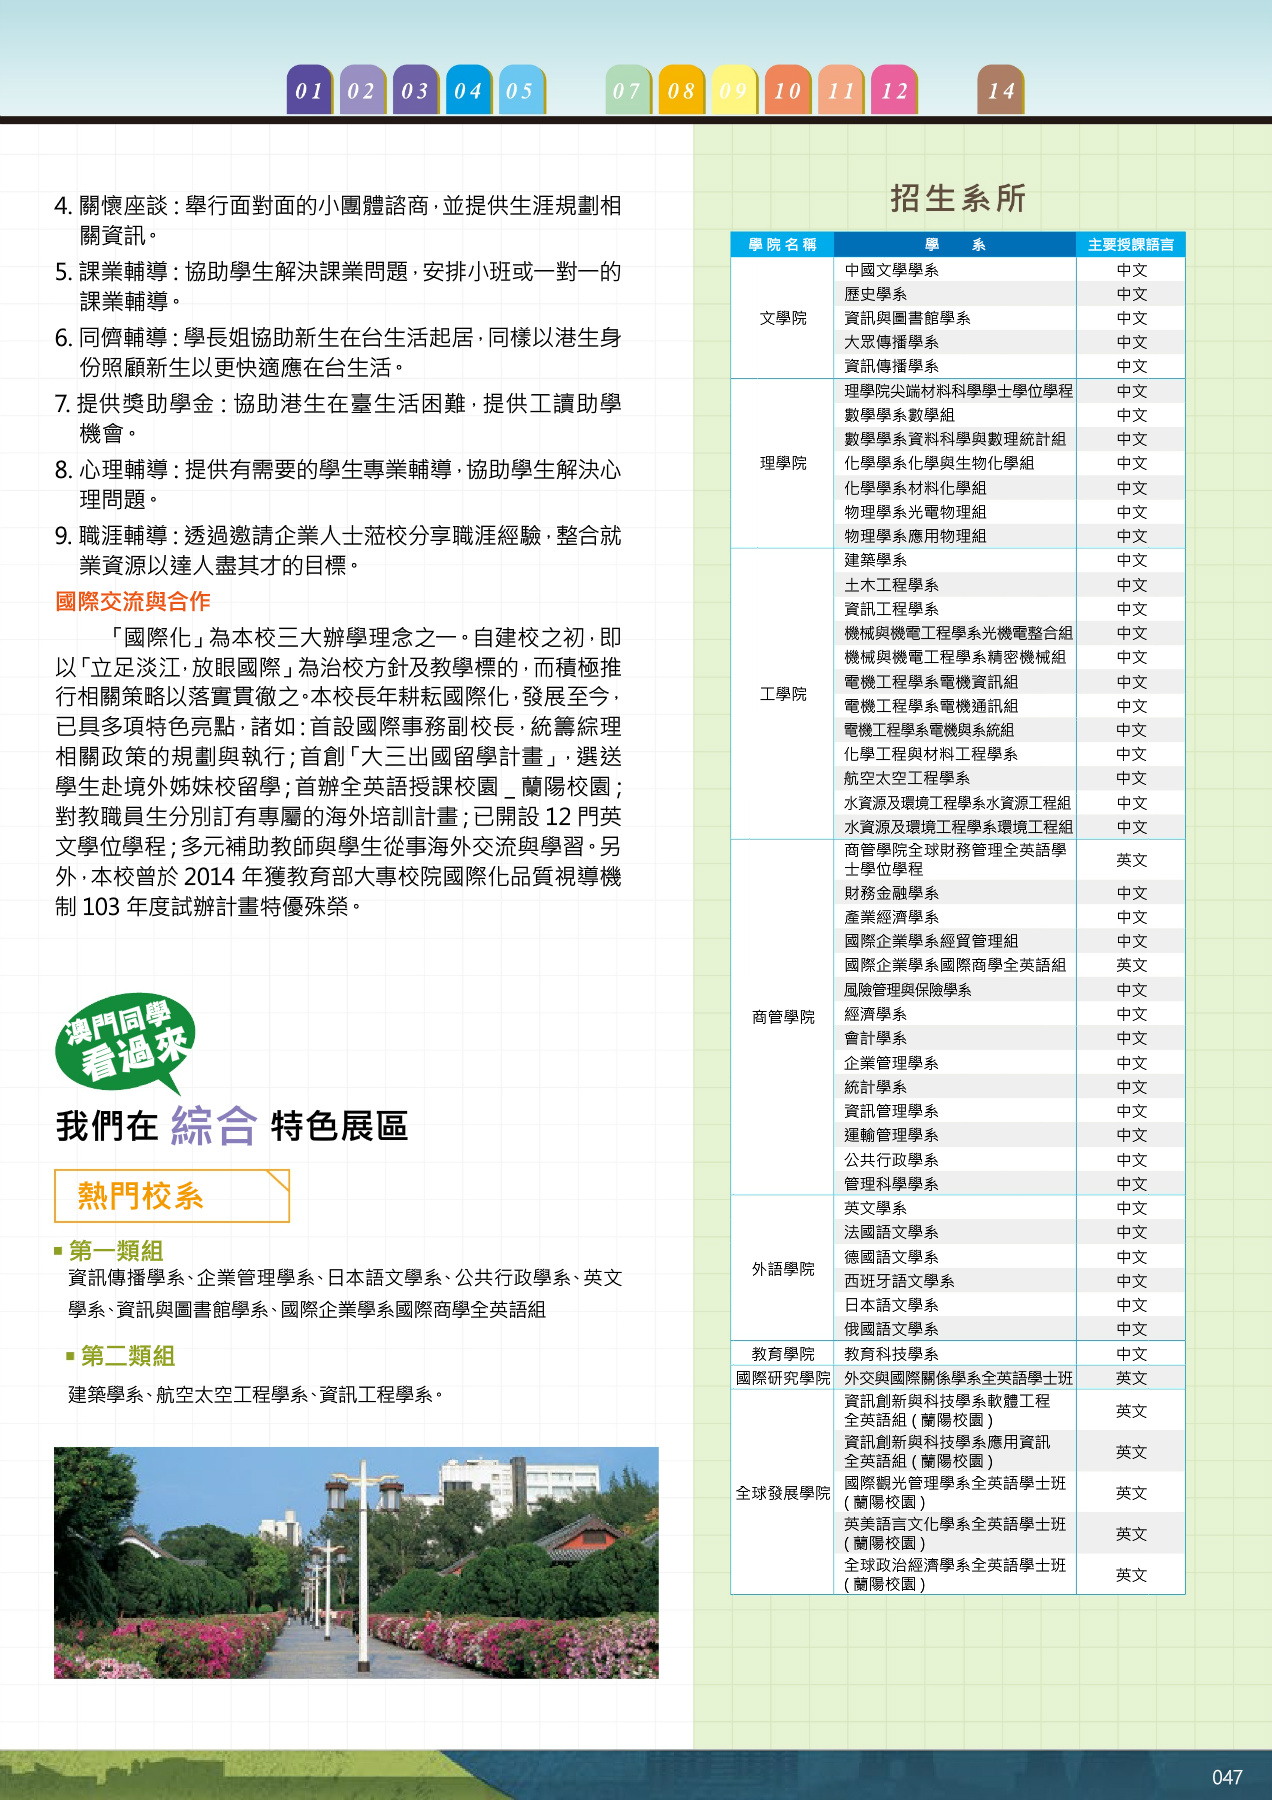 01 02 03 04 05 07 08 09 10 11 12 14
4. 關懷座談：舉行面對面的小團體諮商，並提供生涯規劃相
關資訊。
5. 課業輔導：協助學生解決課業問題，安排小班或一對一的
課業輔導。
6. 同儕輔導：學長姐協助新生在台生活起居，同樣以港生身
份照顧新生以更快適應在台生活。
7. 提供獎助學金：協助港生在臺生活困難，提供工讀助學
機會。
8. 心理輔導：提供有需要的學生專業輔導，協助學生解決心
理問題。
9. 職涯輔導：透過邀請企業人士蒞校分享職涯經驗，整合就
業資源以達人盡其才的目標。
國際交流與合作
「國際化」為本校三大辦學理念之一。自建校之初，即
以「立足淡江，放眼國際」為治校方針及教學標的，而積極推
行相關策略以落實貫徹之。本校長年耕耘國際化，發展至今，
已具多項特色亮點，諸如：首設國際事務副校長，統籌綜理
相關政策的規劃與執行；首創「大三出國留學計畫」，選送
學生赴境外姊妹校留學；首辦全英語授課校園_蘭陽校園；
對教職員生分別訂有專屬的海外培訓計畫；已開設 12 門英
文學位學程；多元補助教師與學生從事海外交流與學習。另
外，本校曾於 2014 年獲教育部大專校院國際化品質視導機
制 103 年度試辦計畫特優殊榮。
澳門同學
看過來
我們在 綜合 特色展區
熱門校系
第一類組
資訊傳播學系、企業管理學系、日本語文學系、公共行政學系、英文
學系、資訊與圖書館學系、國際企業學系國際商學全英語組
第二類組
建築學系、航空太空工程學系、資訊工程學系。
招生系所
學院名稱 學 系 主要授課語言
文學院
中國文學學系 中文
歷史學系 中文
資訊與圖書館學系 中文
大眾傳播學系 中文
資訊傳播學系 中文
理學院
理學院尖端材料科學學士學位學程 中文
數學學系數學組 中文
數學學系資料科學與數理統計組 中文
化學學系化學與生物化學組 中文
化學學系材料化學組 中文
物理學系光電物理組 中文
物理學系應用物理組 中文
工學院
建築學系 中文
土木工程學系 中文
資訊工程學系 中文
機械與機電工程學系光機電整合組 中文
機械與機電工程學系精密機械組 中文
電機工程學系電機資訊組 中文
電機工程學系電機通訊組 中文
電機工程學系電機與系統組 中文
化學工程與材料工程學系 中文
航空太空工程學系 中文
水資源及環境工程學系水資源工程組 中文
水資源及環境工程學系環境工程組 中文
商管學院
商管學院全球財務管理全英語學
士學位學程 英文
財務金融學系 中文
產業經濟學系 中文
國際企業學系經貿管理組 中文
國際企業學系國際商學全英語組 英文
風險管理與保險學系 中文
經濟學系 中文
會計學系 中文
企業管理學系 中文
統計學系 中文
資訊管理學系 中文
運輸管理學系 中文
公共行政學系 中文
管理科學學系 中文
外語學院
英文學系 中文
法國語文學系 中文
德國語文學系 中文
西班牙語文學系 中文
日本語文學系 中文
俄國語文學系 中文
教育學院 教育科技學系 中文
國際研究學院 外交與國際關係學系全英語學士班 英文
全球發展學院
資訊創新與科技學系軟體工程
全英語組 ( 蘭陽校園 ) 英文
資訊創新與科技學系應用資訊
全英語組 ( 蘭陽校園 ) 英文
國際觀光管理學系全英語學士班
( 蘭陽校園 ) 英文
英美語言文化學系全英語學士班
( 蘭陽校園 ) 英文
全球政治經濟學系全英語學士班
( 蘭陽校園 ) 英文
047